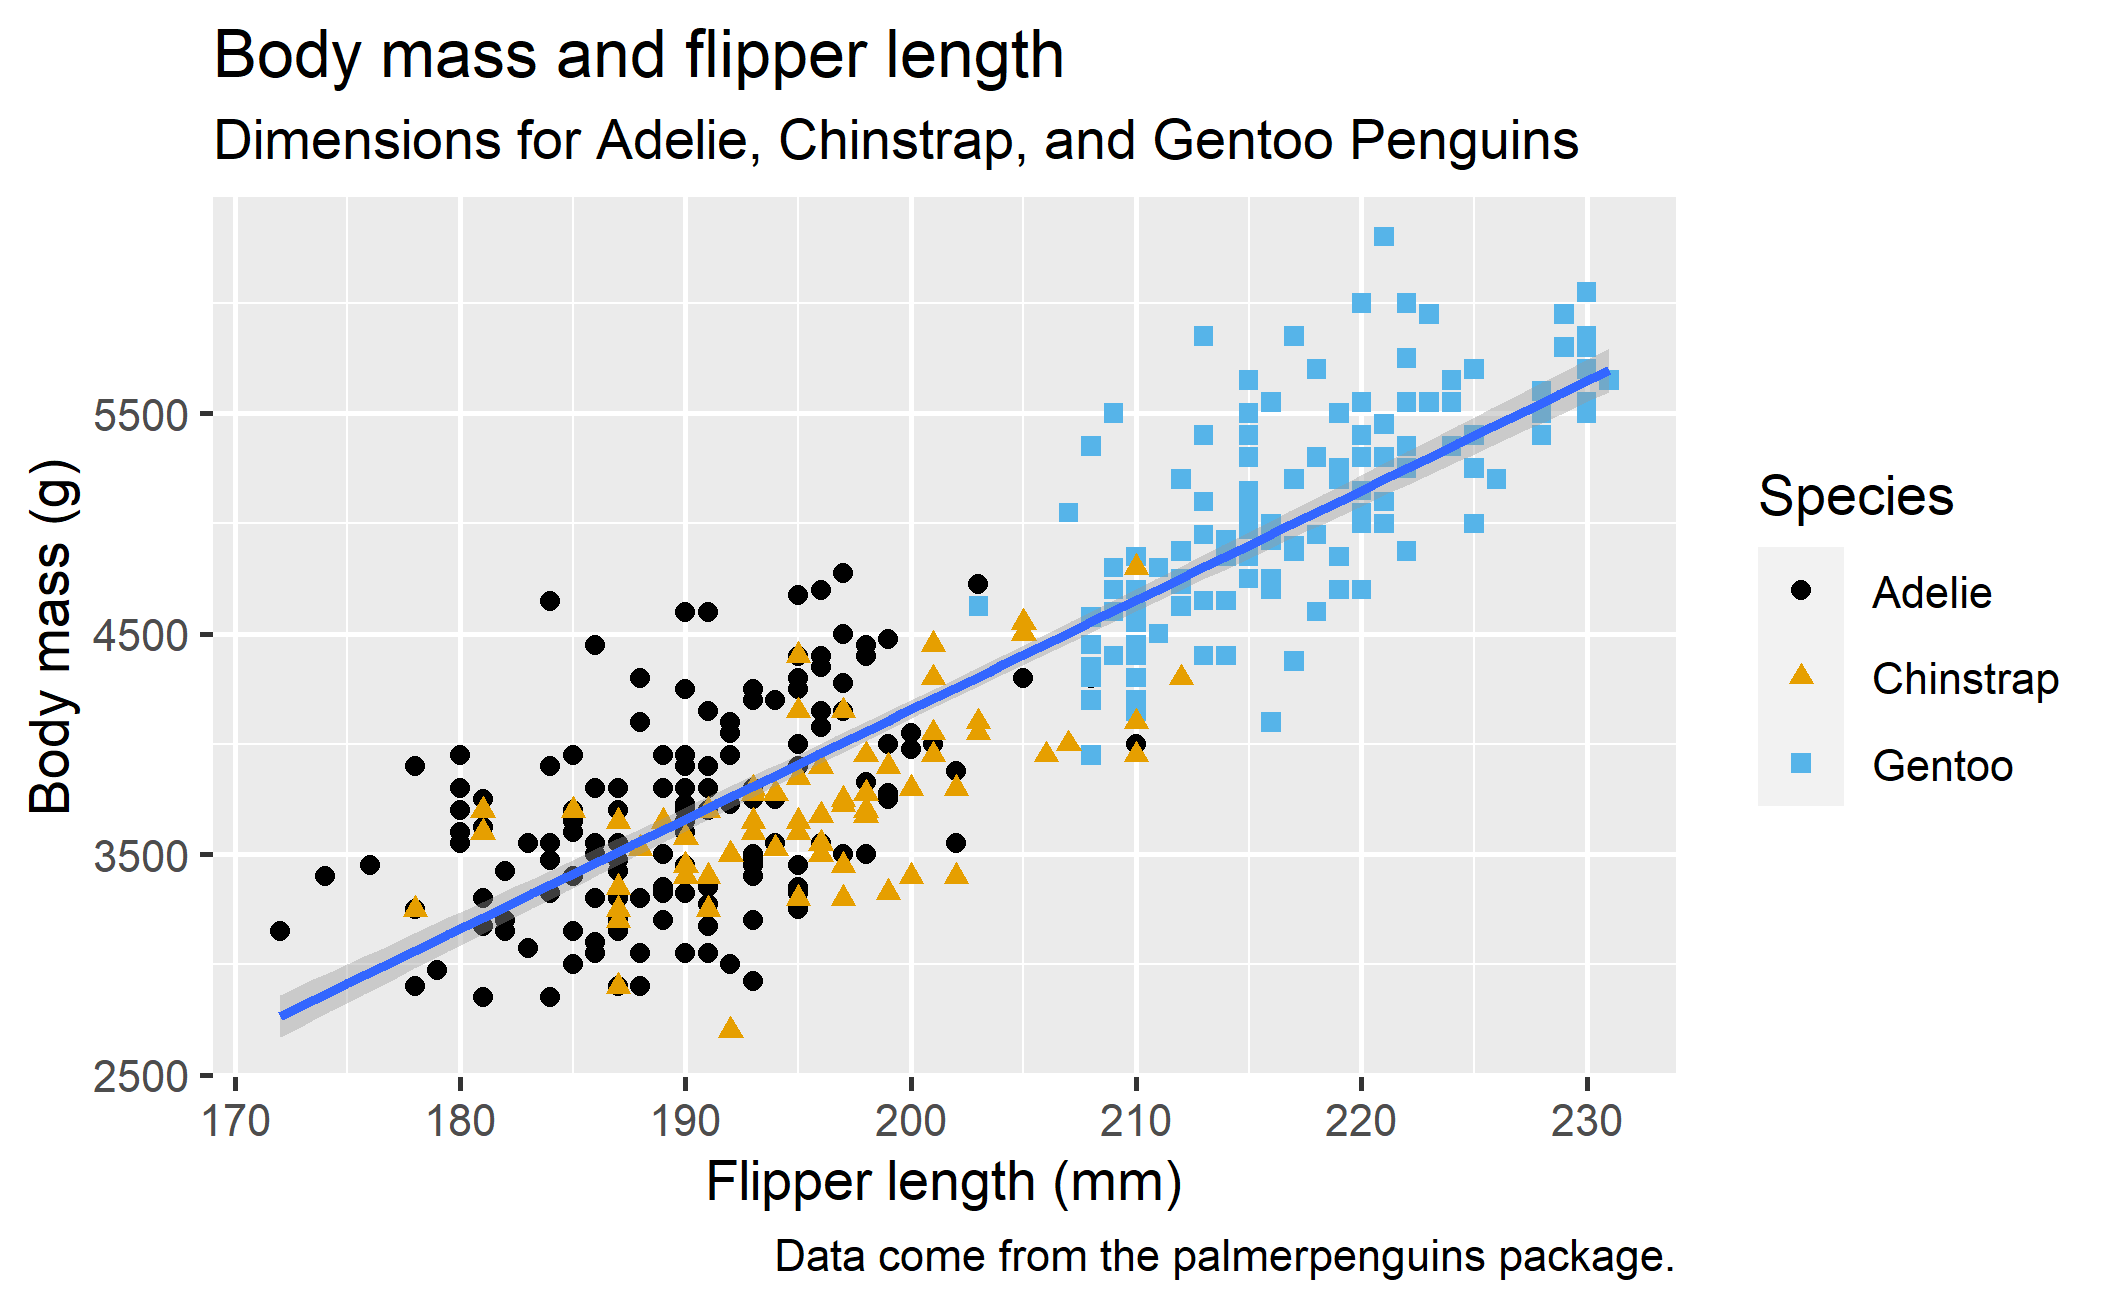 Body mass and flipper length
Dimensions for Adelie, Chinstrap, and Gentoo Penguins
Body mass (g)
5500
4500
3500
2500
170 180 190 200 210 220 230
Flipper length (mm)
Species
Adelie
Chinstrap
Gentoo
Data come from the palmerpenguins package.